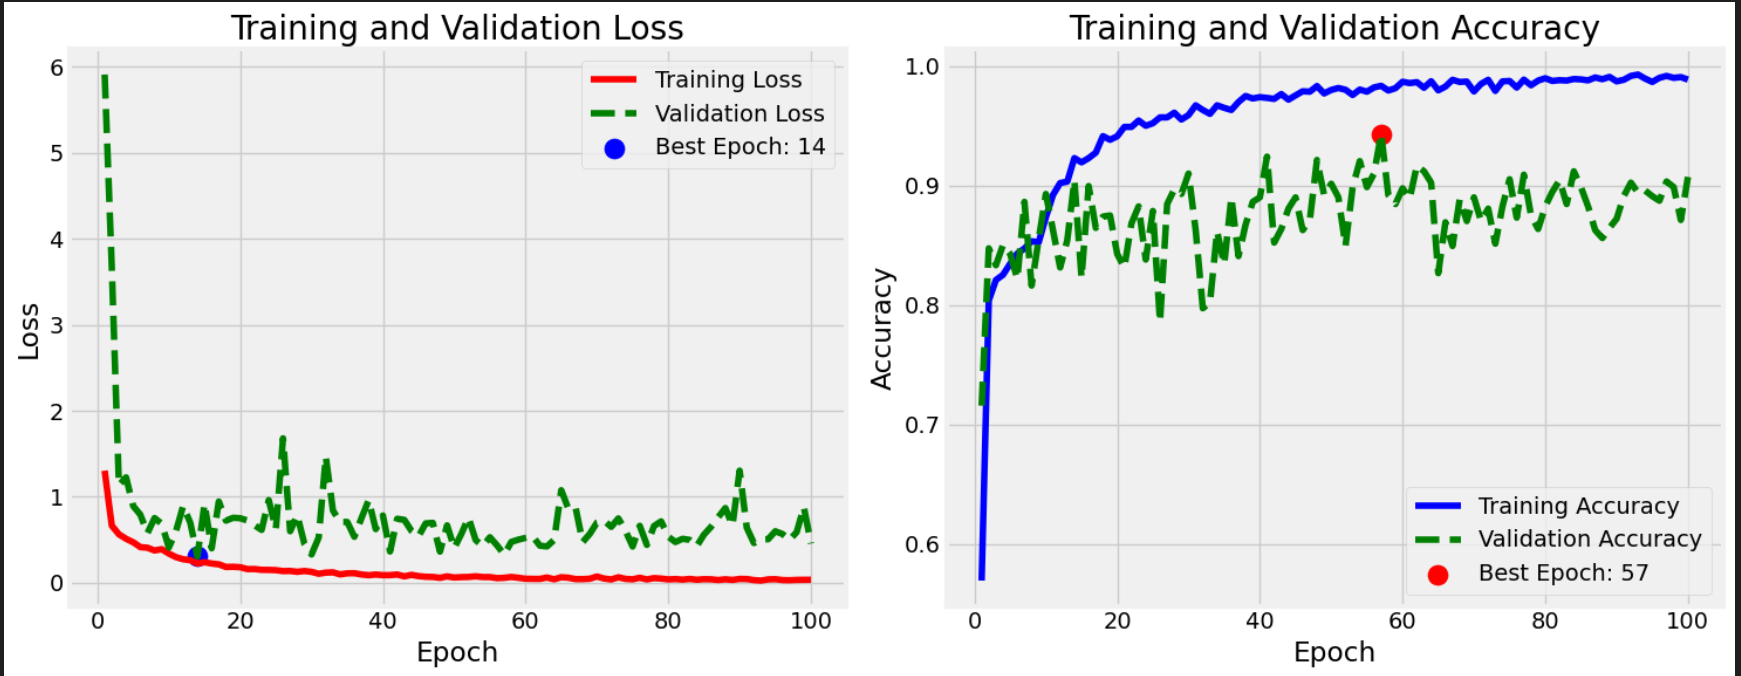 Training and Validation Loss
6
5
4
3
2
1
0
Loss
Training Loss
Validation Loss
Best Epoch: 14
0 20 40 60 80 100
Epoch
Training and Validation Accuracy
1.0
0.9
0.8
0.7
0.6
Accuracy
Training Accuracy
Validation Accuracy
Best Epoch: 57
0 20 40 60 80 100
Epoch